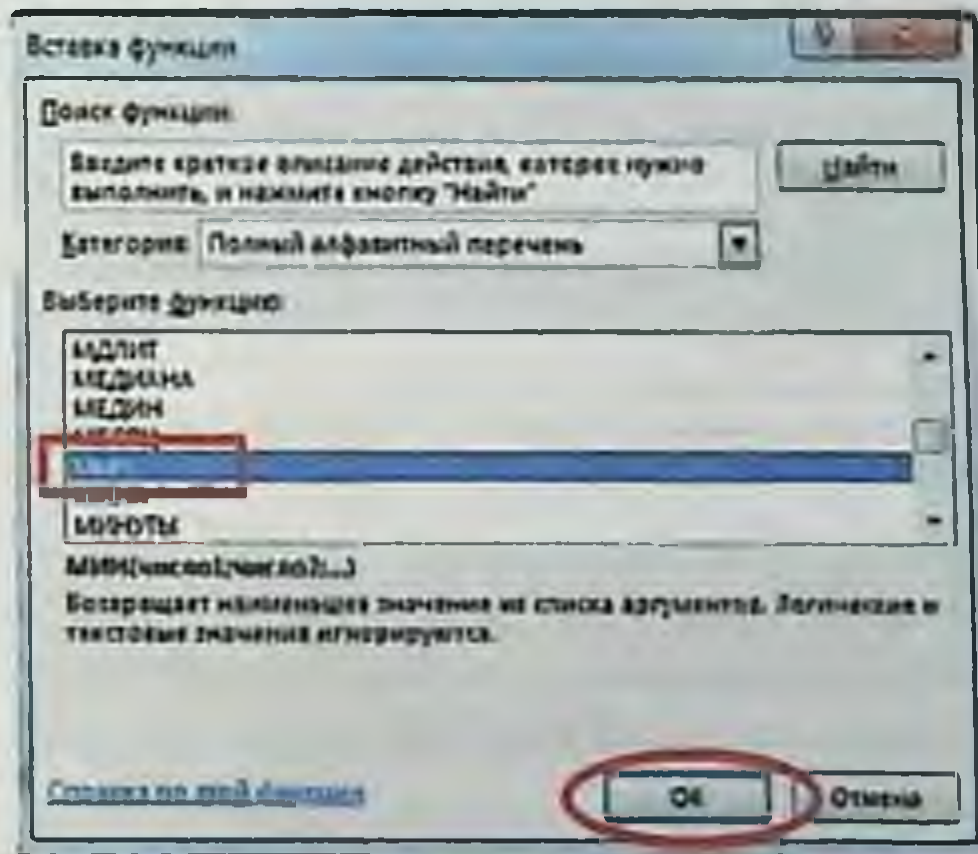 Вставка функции
Поиск функции:
Введите краткое описание действия, которое нужно
выполнить, и нажмите кнопку "Найти"
Найти
Категория: Полный алфавитный перечень
Выберите функцию:
МДЛИТ
МЕДИАНА
МЕДИН
МИНУТЫ
МИН(число1;число2;...)
Возвращает наименьшее значение из списка аргументов. Логические и
текстовые значения игнорируются.
Справка по этой функции
ОК
Отмена